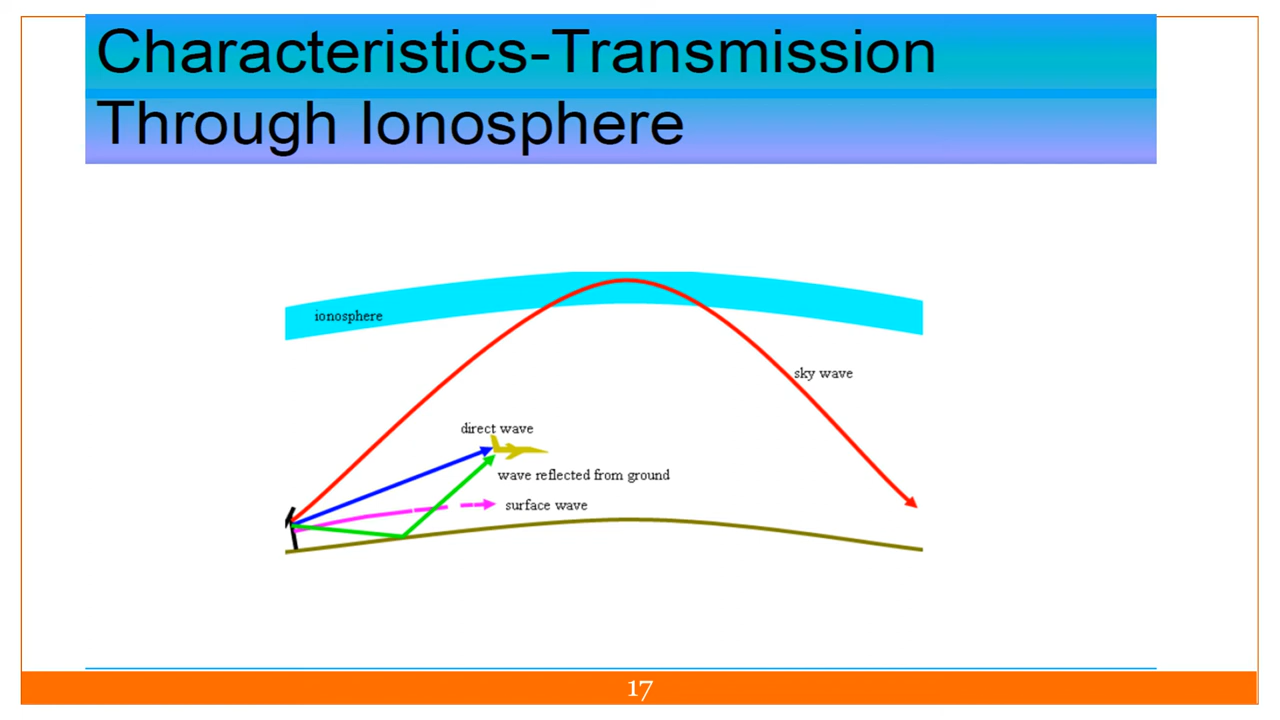 Characteristics-Transmission
Through Ionosphere
ionosphere
sky wave
direct wave
wave reflected from ground
surface wave
17